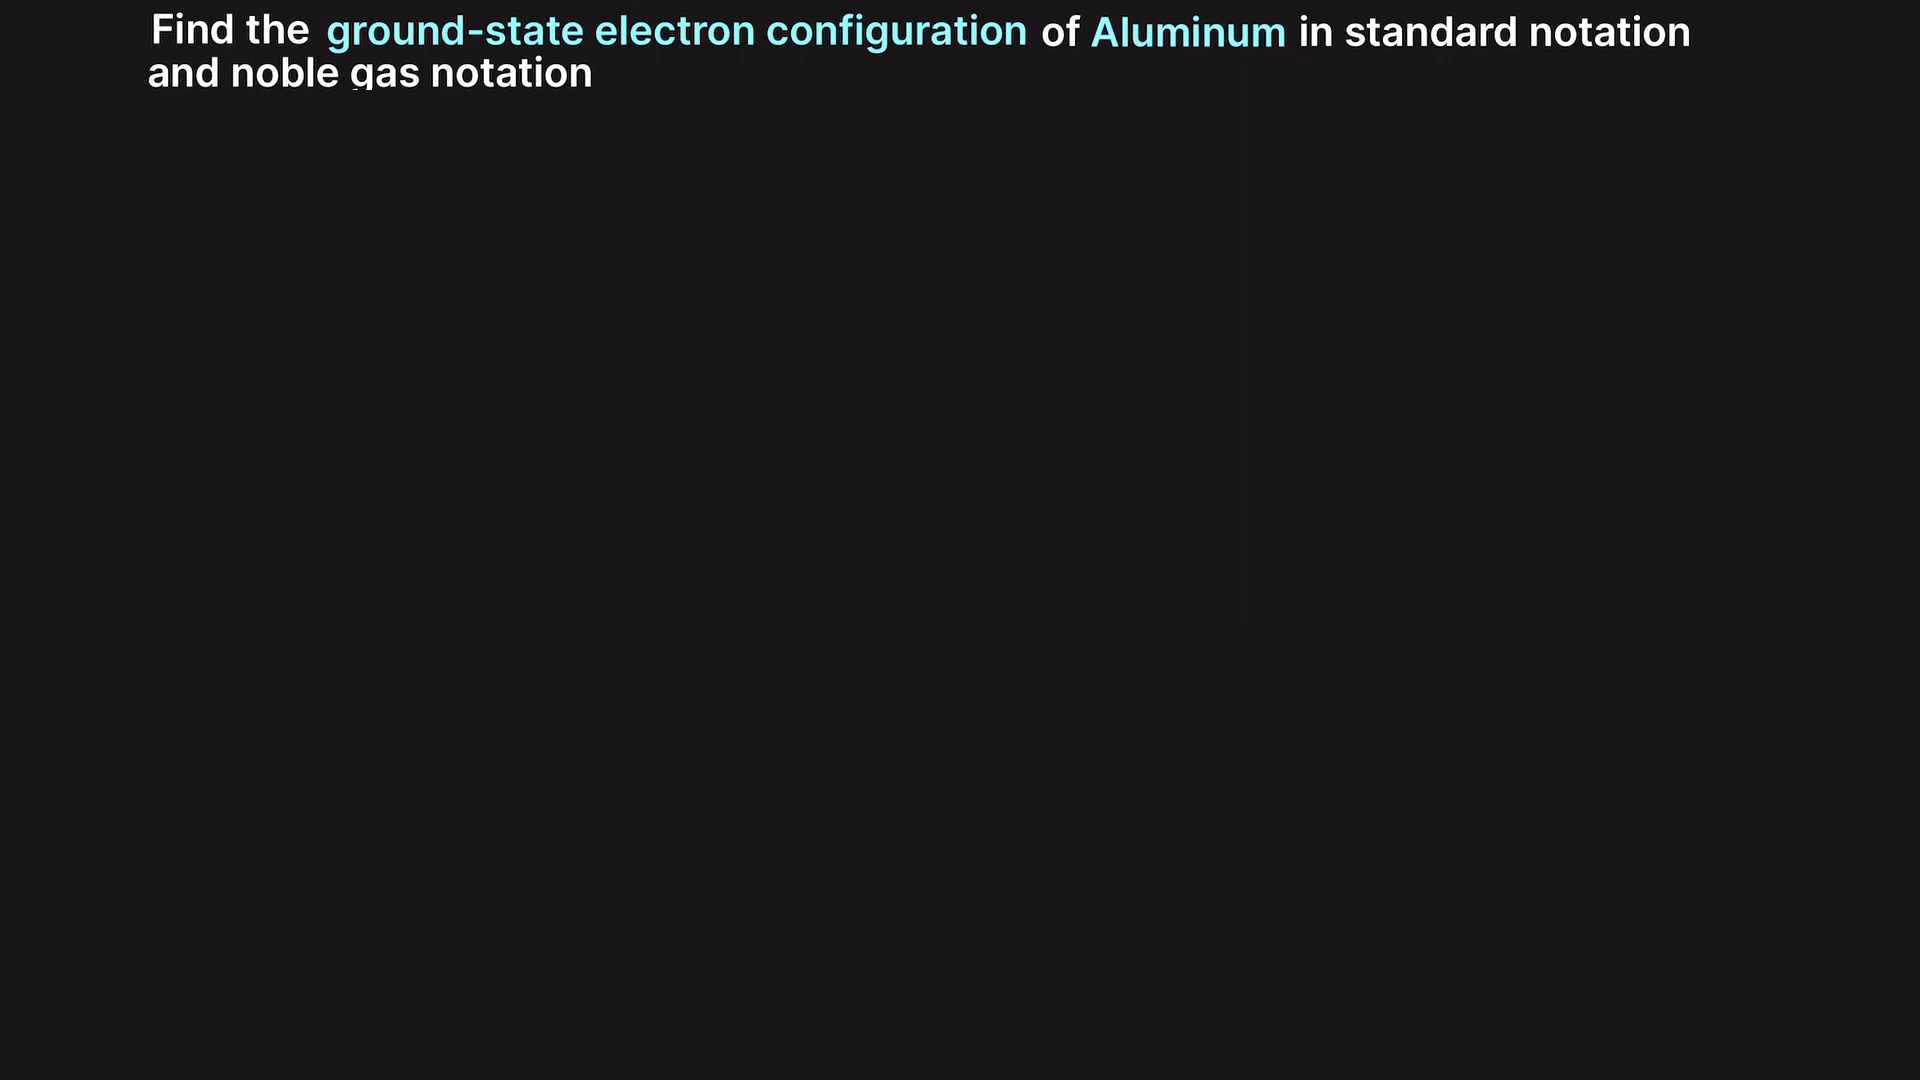 Find the ground-state electron configuration of Aluminum in standard notation
and noble gas notation